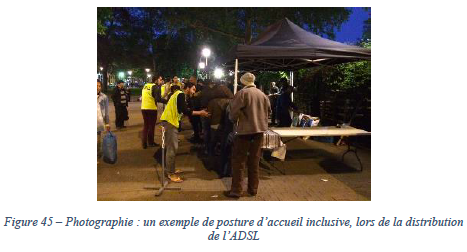 Figure 45 – Photographie : un exemple de posture d’accueil inclusive, lors de la distribution
de l’ADSL